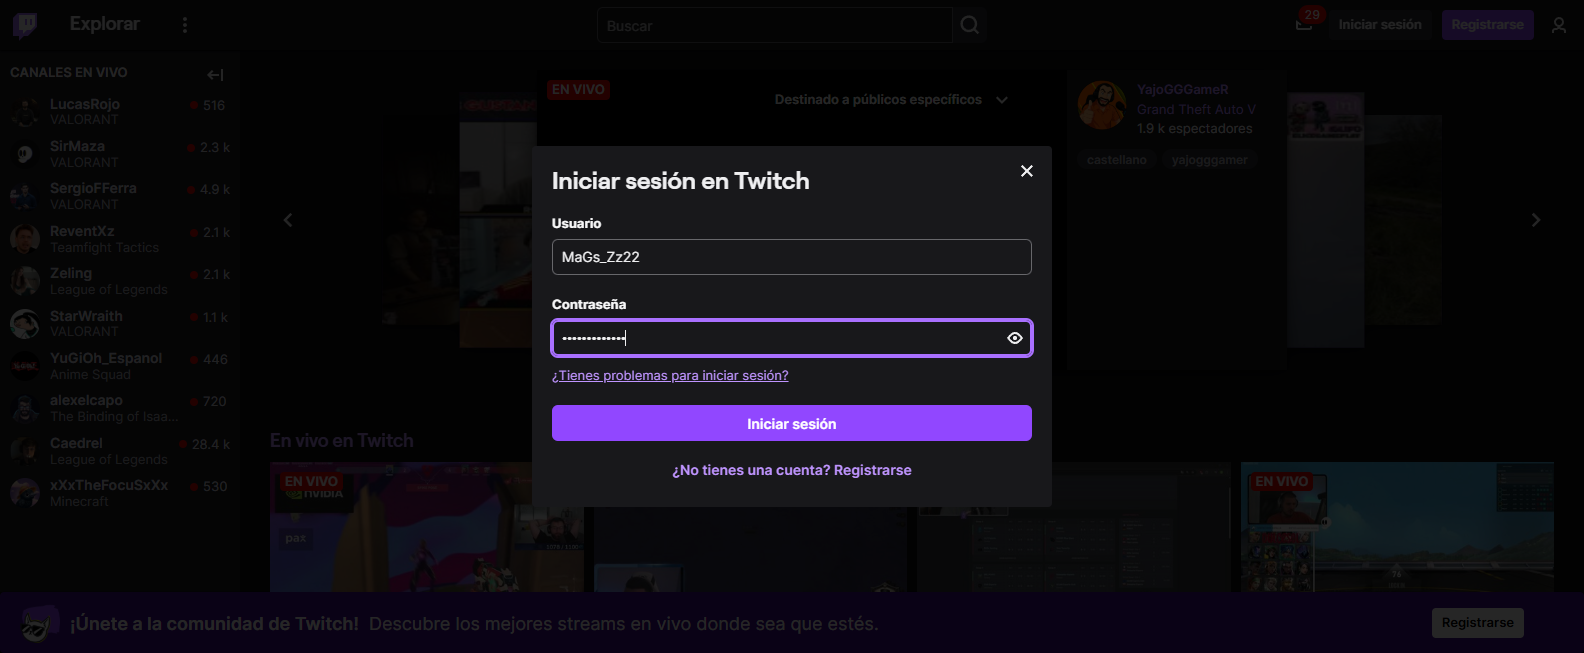 Explorar
Buscar
29
Iniciar sesión
Registrarse
CANALES EN VIVO
LucasRojo
516
VALORANT
SirMaza
2.3 k
VALORANT
SergioFFerra
4.9 k
VALORANT
ReventXz
2.1 k
Teamfight Tactics
Zeling
2.1 k
League of Legends
StarWraith
1.1 k
VALORANT
YuGiOh_Espanol
446
Anime Squad
alexelcapo
720
The Binding of Isaa...
Caedrel
28.4 k
League of Legends
xXxTheFocuSxXx
530
Minecraft
EN VIVO
Destinado a públicos específicos
YajoGGGameR
Grand Theft Auto V
1.9 k espectadores
castellano
yajogggamer
Iniciar sesión en Twitch
Usuario
MaGs_Zz22
Contraseña
•••••••••••••
¿Tienes problemas para iniciar sesión?
Iniciar sesión
¿No tienes una cuenta? Registrarse
En vivo en Twitch
EN VIVO
NVIDIA
pax
EN VIVO
76
¡Únete a la comunidad de Twitch! Descubre los mejores streams en vivo donde sea que estés.
Registrarse